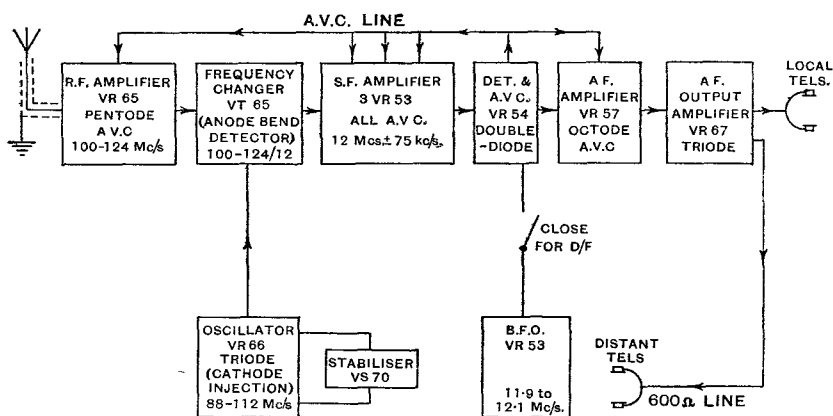 A.V.C. LINE
R.F. AMPLIFIER
VR 65
PENTODE
A V.C
100-124 Mc/s
FREQUENCY
CHANGER
VT 65
(ANODE BEND
DETECTOR)
100-124/12
S.F. AMPLIFIER
3 VR 53
ALL A.V.C.
12 Mcs.± 75 kc/s.
DET. &
A.V.C.
VR 54
DOUBLE
-DIODE
A F.
AMPLIFIER
VR 57
OCTODE
A.V.C
A F.
OUTPUT
AMPLIFIER
VR 67
TRIODE
LOCAL
TELS.
CLOSE
FOR D/F
OSCILLATOR
VR 66
TRIODE
(CATHODE
INJECTION)
88-112 Mc/s
STABILISER
VS 70
B.F.O.
VR 53
11·9 to
12·1 Mc/s.
DISTANT
TELS
600Ω LINE